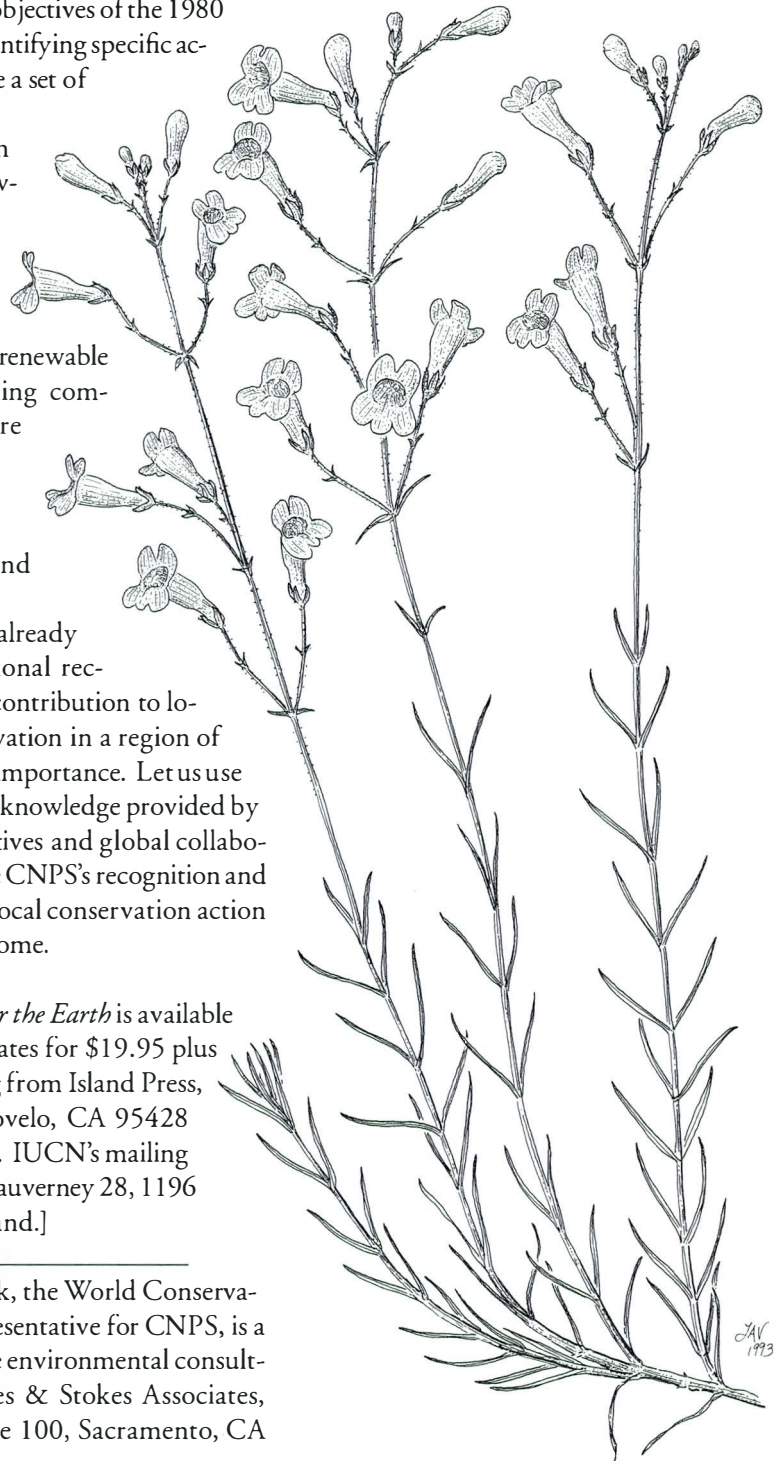 objectives of the 1980
ntifying specific ac-
e a set of
n
v-
renewable
ing com-
re
nd
already
onal rec-
contribution to lo-
vation in a region of
importance. Let us use
knowledge provided by
tives and global collabo-
e CNPS's recognition and
ocal conservation action
ome.
r the Earth is available
ates for $19.95 plus
g from Island Press,
ovelo, CA 95428
. IUCN's mailing
auverney 28, 1196
and.]
k, the World Conserva-
esentative for CNPS, is a
e environmental consult-
es & Stokes Associates,
e 100, Sacramento, CA
JAV
1993